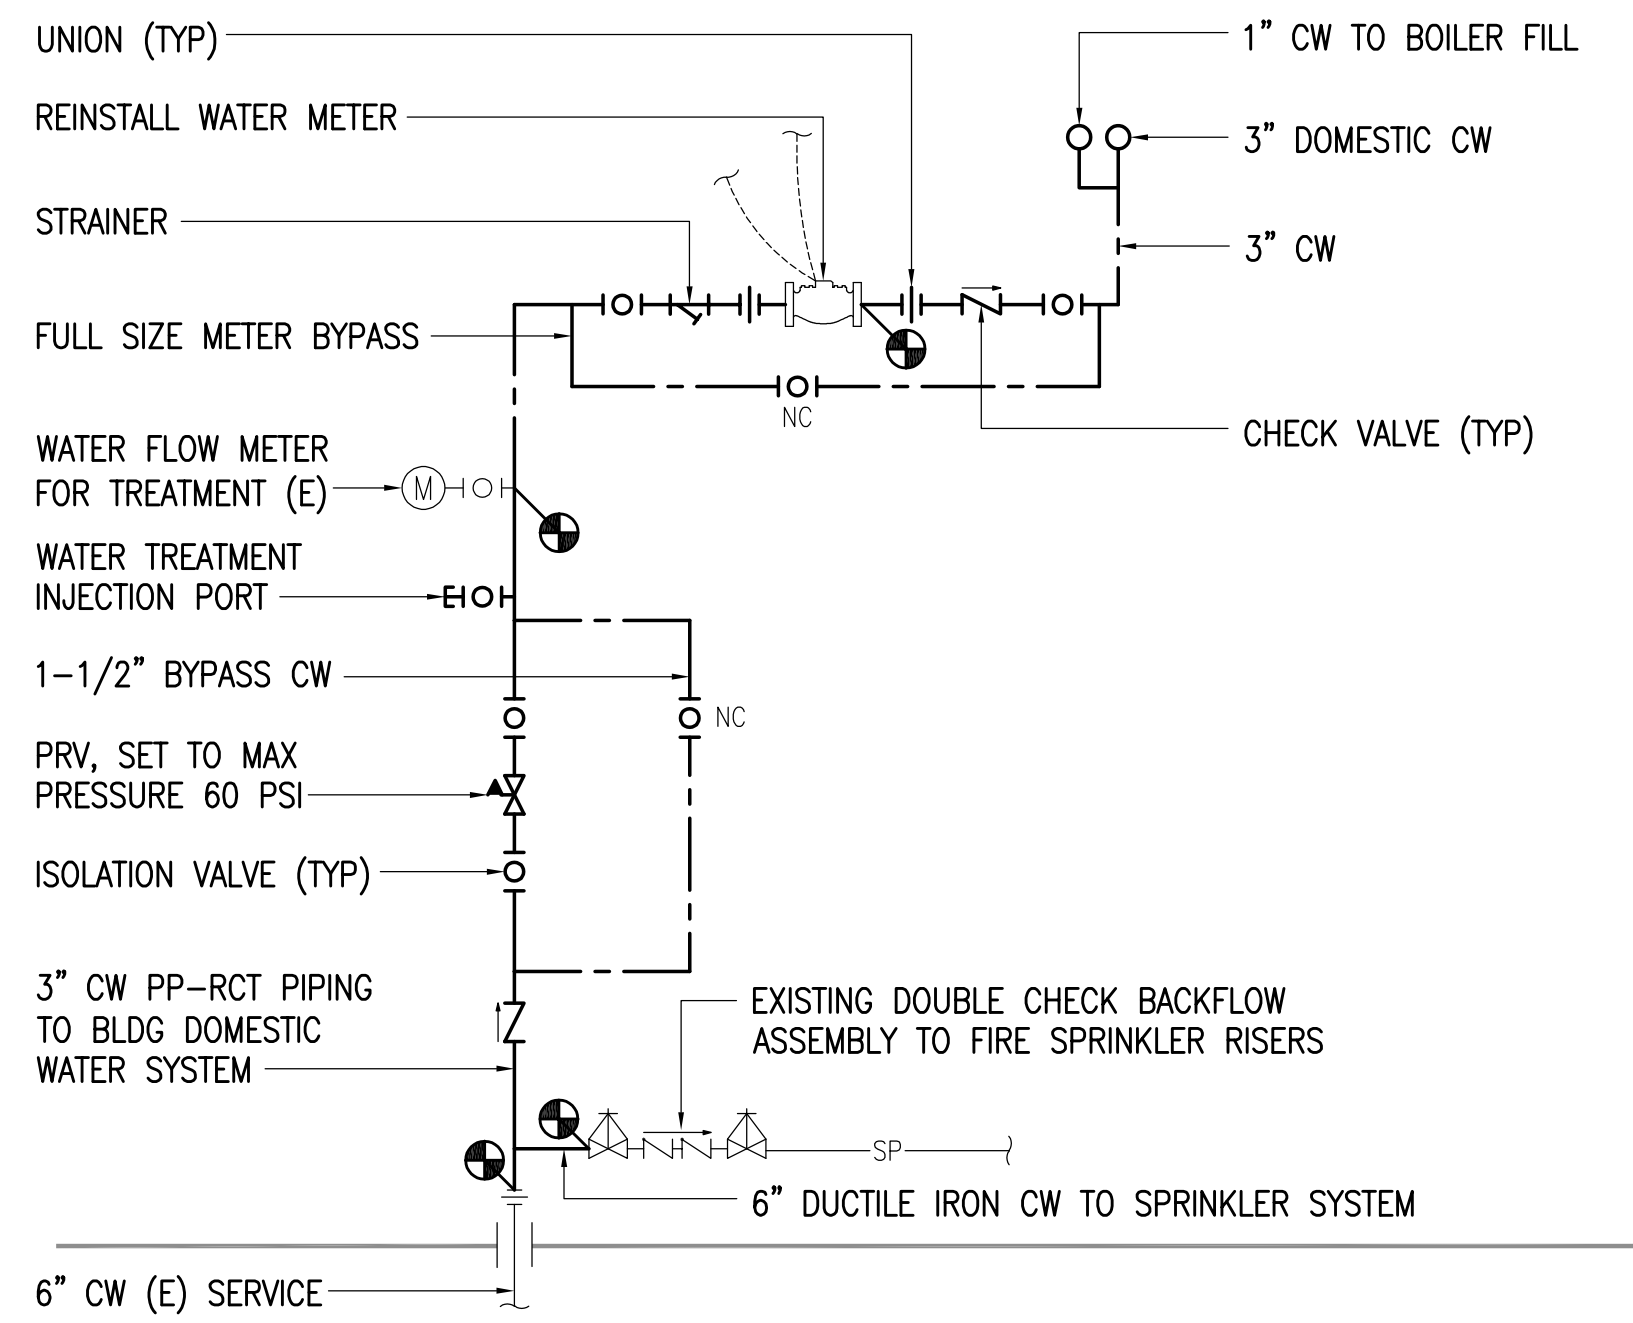 UNION (TYP)
1” CW TO BOILER FILL
REINSTALL WATER METER
3” DOMESTIC CW
STRAINER
3” CW
FULL SIZE METER BYPASS
NC
CHECK VALVE (TYP)
WATER FLOW METER
FOR TREATMENT (E)
M
WATER TREATMENT
INJECTION PORT
1-1/2” BYPASS CW
NC
PRV, SET TO MAX
PRESSURE 60 PSI
ISOLATION VALVE (TYP)
3” CW PP-RCT PIPING
TO BLDG DOMESTIC
WATER SYSTEM
EXISTING DOUBLE CHECK BACKFLOW
ASSEMBLY TO FIRE SPRINKLER RISERS
SP
6” DUCTILE IRON CW TO SPRINKLER SYSTEM
6” CW (E) SERVICE